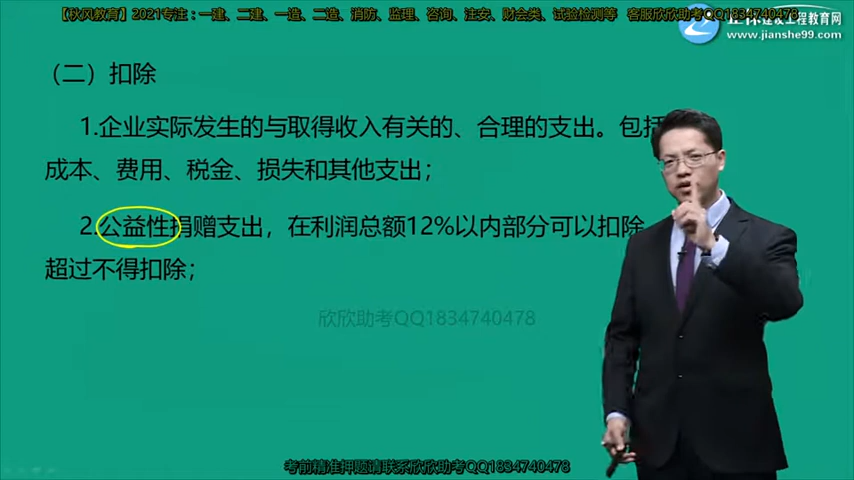 【秋风教育】2021专注：一建、二建、一造、二造、消防、监理、咨询、注安、财会类、试验检测等 客服欣欣助考QQ1834740478
建设工程教育网
www.jianshe99.com
（二）扣除
1.企业实际发生的与取得收入有关的、合理的支出。包括
成本、费用、税金、损失和其他支出；
2.公益性捐赠支出，在利润总额12%以内部分可以扣除
超过不得扣除；
欣欣助考QQ1834740478
考前精准押题请联系欣欣助考QQ1834740478